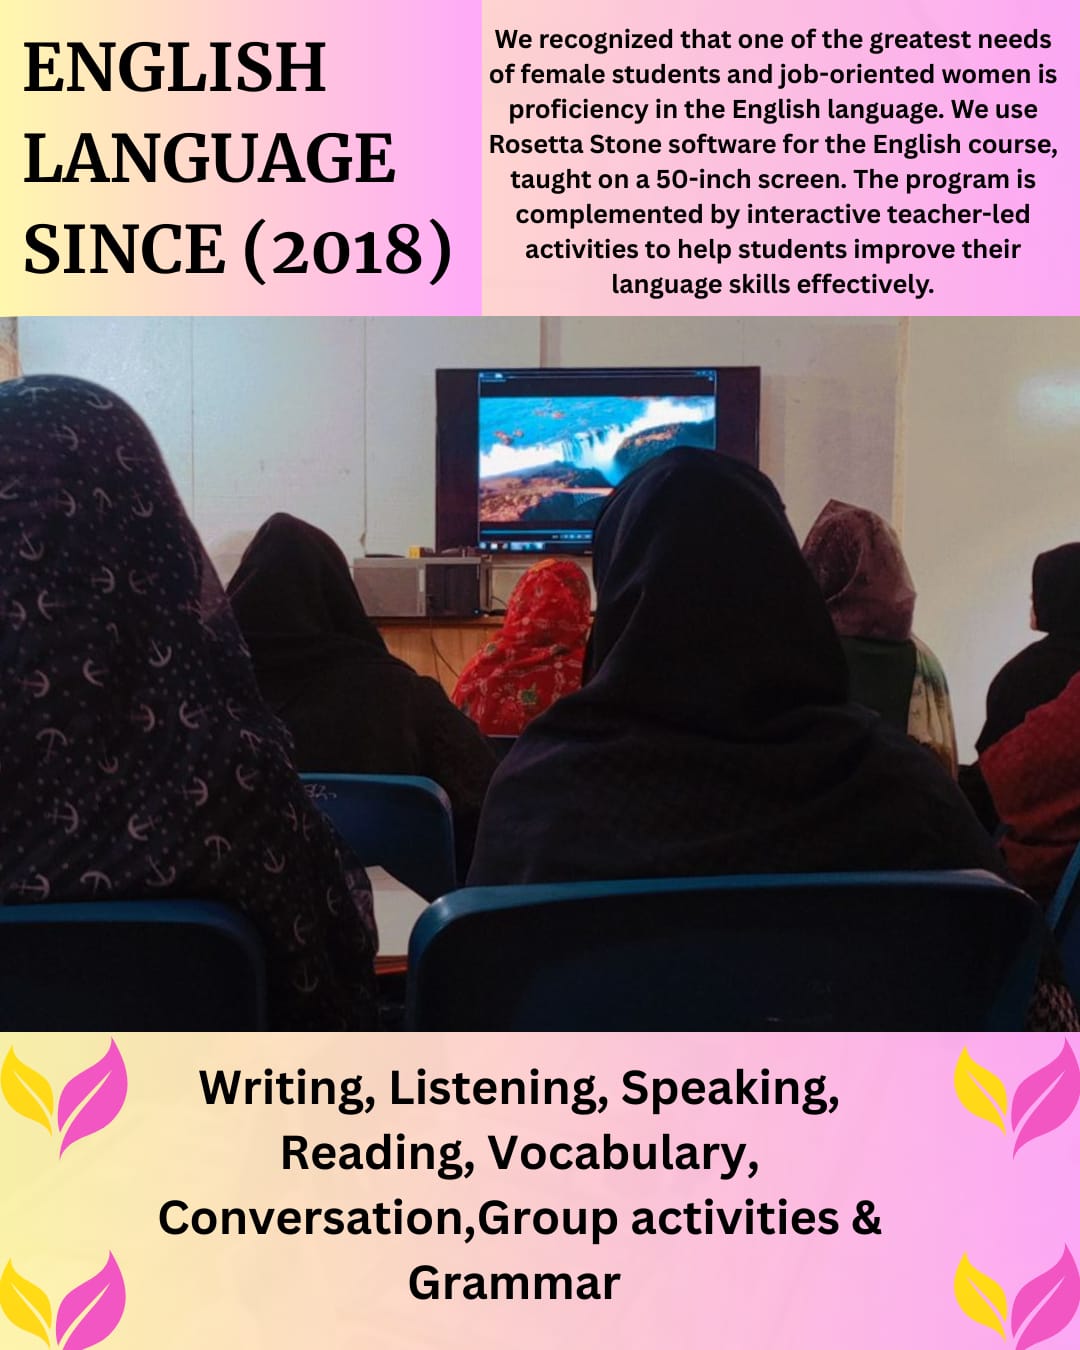 ENGLISH
LANGUAGE
SINCE (2018)
We recognized that one of the greatest needs
of female students and job-oriented women is
proficiency in the English language. We use
Rosetta Stone software for the English course,
taught on a 50-inch screen. The program is
complemented by interactive teacher-led
activities to help students improve their
language skills effectively.
Writing, Listening, Speaking,
Reading, Vocabulary,
Conversation,Group activities &
Grammar